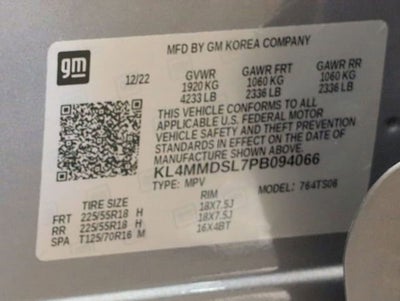 gm
MFD BY GM KOREA COMPANY
12/22 GVWR GAWR FRT GAWR RR
1920 KG 1060 KG 1060 KG
4233 LB 2336 LB 2336 LB
THIS VEHICLE CONFORMS TO ALL
APPLICABLE U.S. FEDERAL MOTOR
VEHICLE SAFETY AND THEFT PREVENTION
STANDARDS IN EFFECT ON THE DATE OF
MANUFACTURE SHOWN ABOVE.
KL4MMDSL7PB094066
TYPE: MPV MODEL: 764TS06
TIRE SIZE RIM
FRT 225/55R18 H 18X7.5J
RR 225/55R18 H 18X7.5J
SPA T125/70R16 M 16X4BT